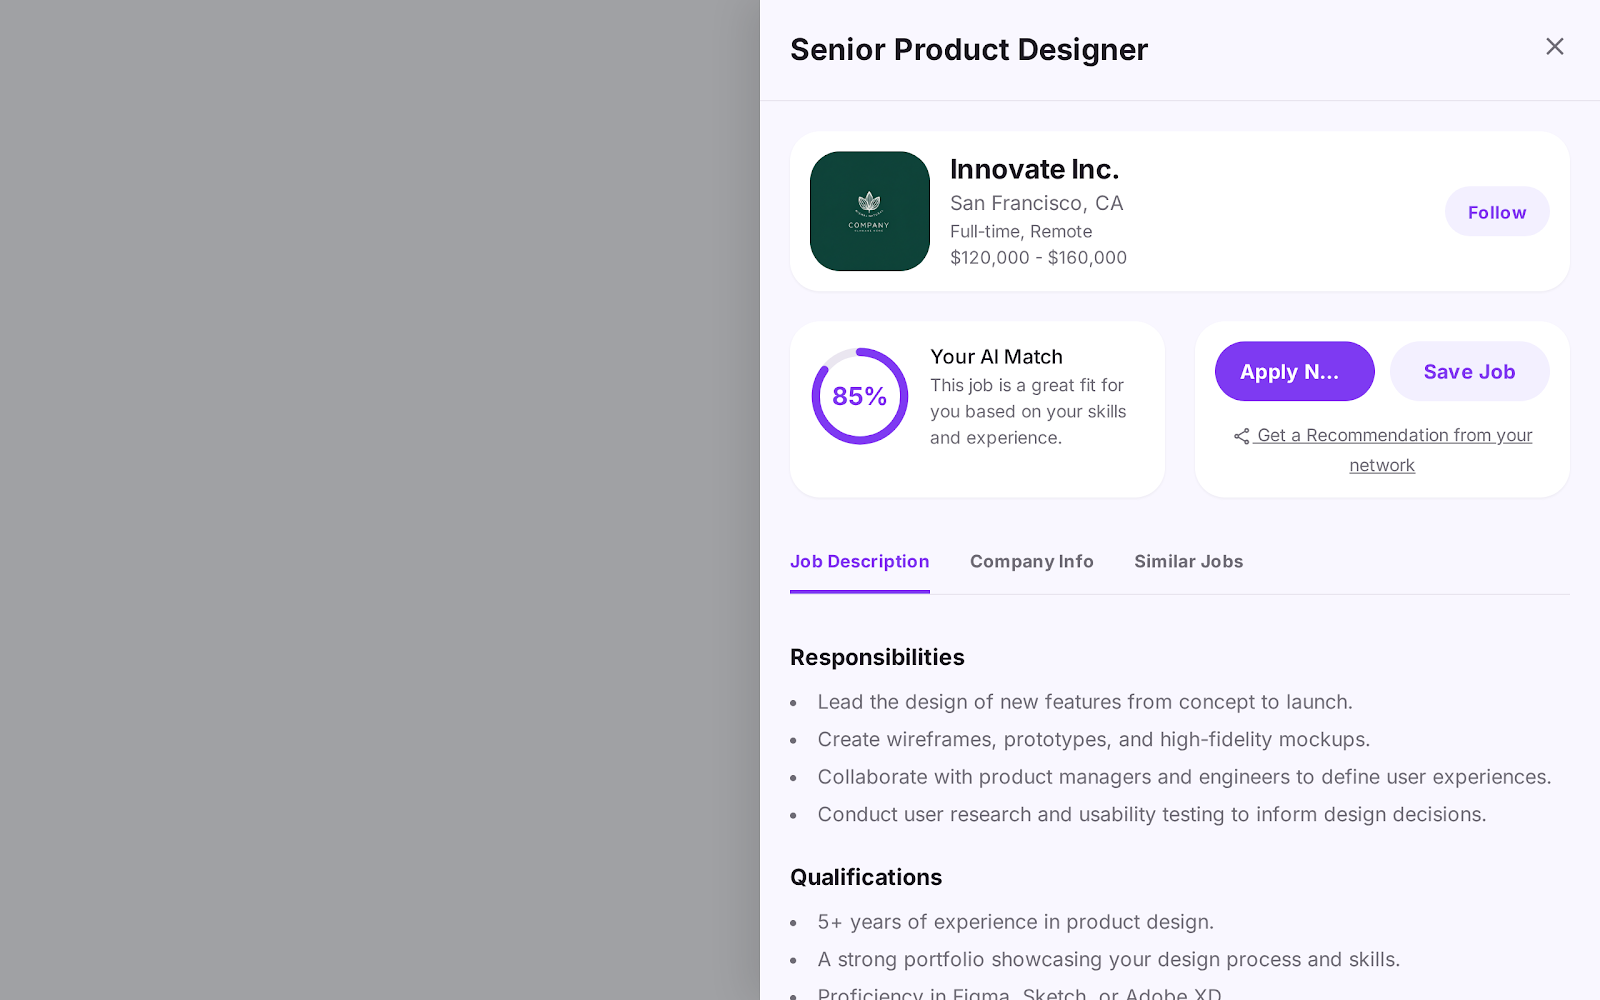 Senior Product Designer
COMPANY
Innovate Inc.
San Francisco, CA
Full-time, Remote
$120,000 - $160,000
Follow
85%
Your AI Match
This job is a great fit for
you based on your skills
and experience.
Apply N...
Save Job
Get a Recommendation from your
network
Job Description
Company Info
Similar Jobs
Responsibilities
• Lead the design of new features from concept to launch.
• Create wireframes, prototypes, and high-fidelity mockups.
• Collaborate with product managers and engineers to define user experiences.
• Conduct user research and usability testing to inform design decisions.
Qualifications
• 5+ years of experience in product design.
• A strong portfolio showcasing your design process and skills.
• Proficiency in Figma, Sketch, or Adobe XD